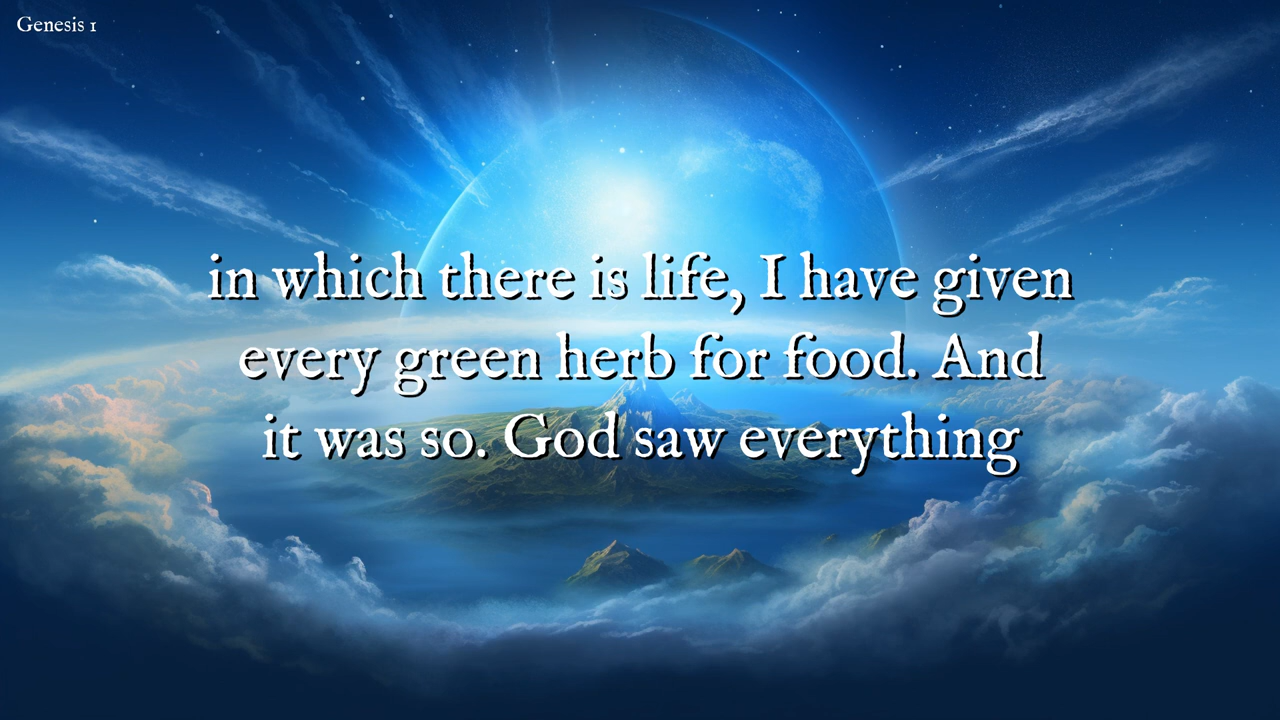 Genesis 1
in which there is life, I have given
every green herb for food. And
it was so. God saw everything